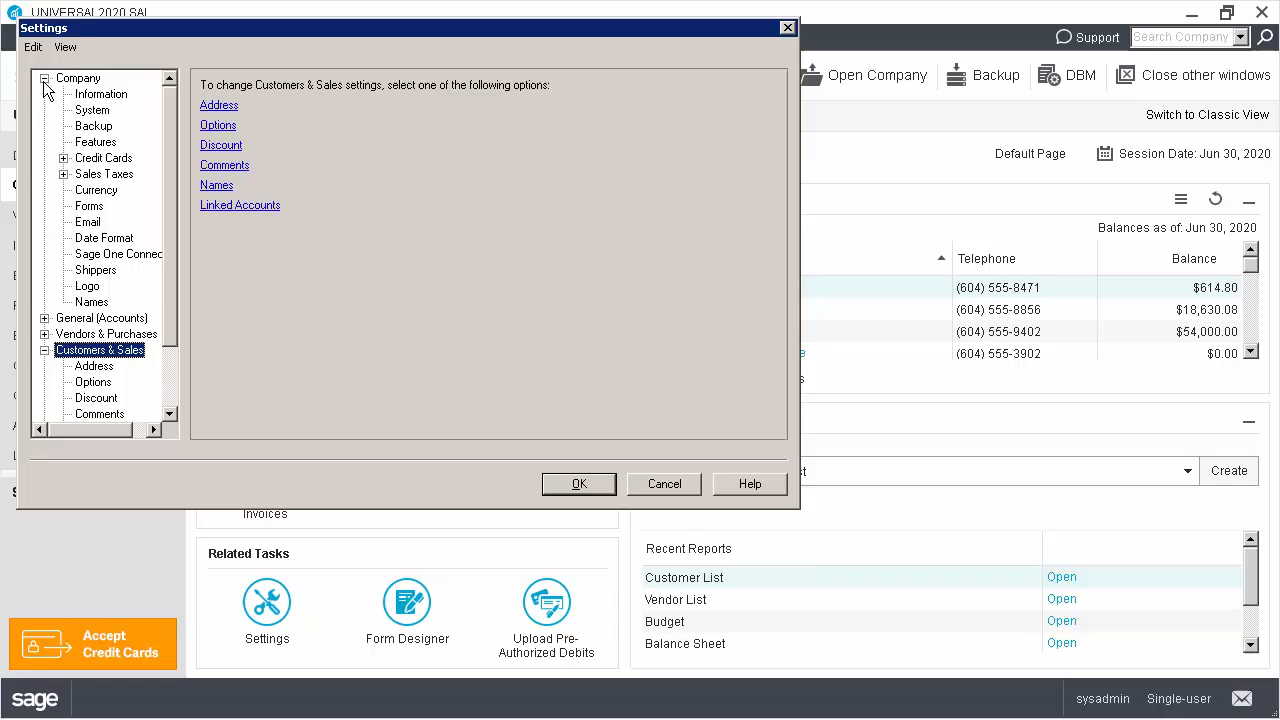 UNIVERSAL2020 SAI
Settings
Edit View
Support
Search Company
Open Company
Backup
DBM
Close other windows
Switch to Classic View
Default Page
Session Date: Jun 30, 2020
Company
Information
System
Backup
Features
Credit Cards
Sales Taxes
Currency
Forms
Email
Date Format
Sage One Connec
Shippers
Logo
Names
General (Accounts)
Vendors & Purchases
Customers & Sales
Address
Options
Discount
Comments
To change Customers & Sales settings, select one of the following options:
Address
Options
Discount
Comments
Names
Linked Accounts
OK
Cancel
Help
Balances as of: Jun 30, 2020
Telephone Balance
(604) 555-8471 $614.80
(604) 555-8856 $18,630.08
(604) 555-9402 $54,000.00
(604) 555-3902 $0.00
Create
Invoices
Related Tasks
Settings
Form Designer
Upload Pre-
Authorized Debits
Recent Reports
Customer List Open
Vendor List Open
Budget Open
Balance Sheet Open
Accept
Credit Cards
sage
sysadmin
Single-user